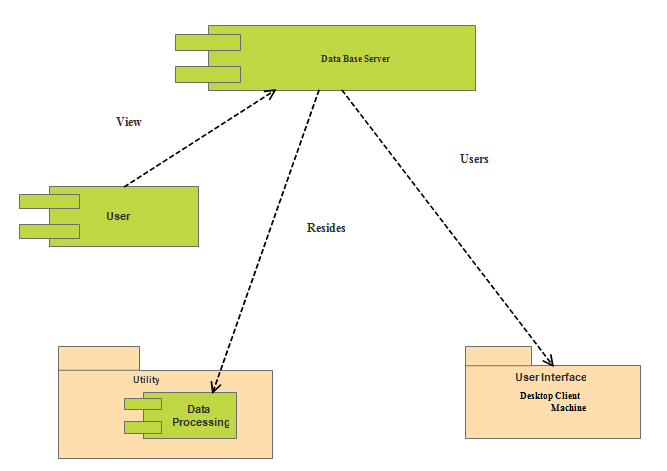 Data Base Server
View
Users
User
Resides
Utility
Data
Processing
User Interface
Desktop Client
Machine